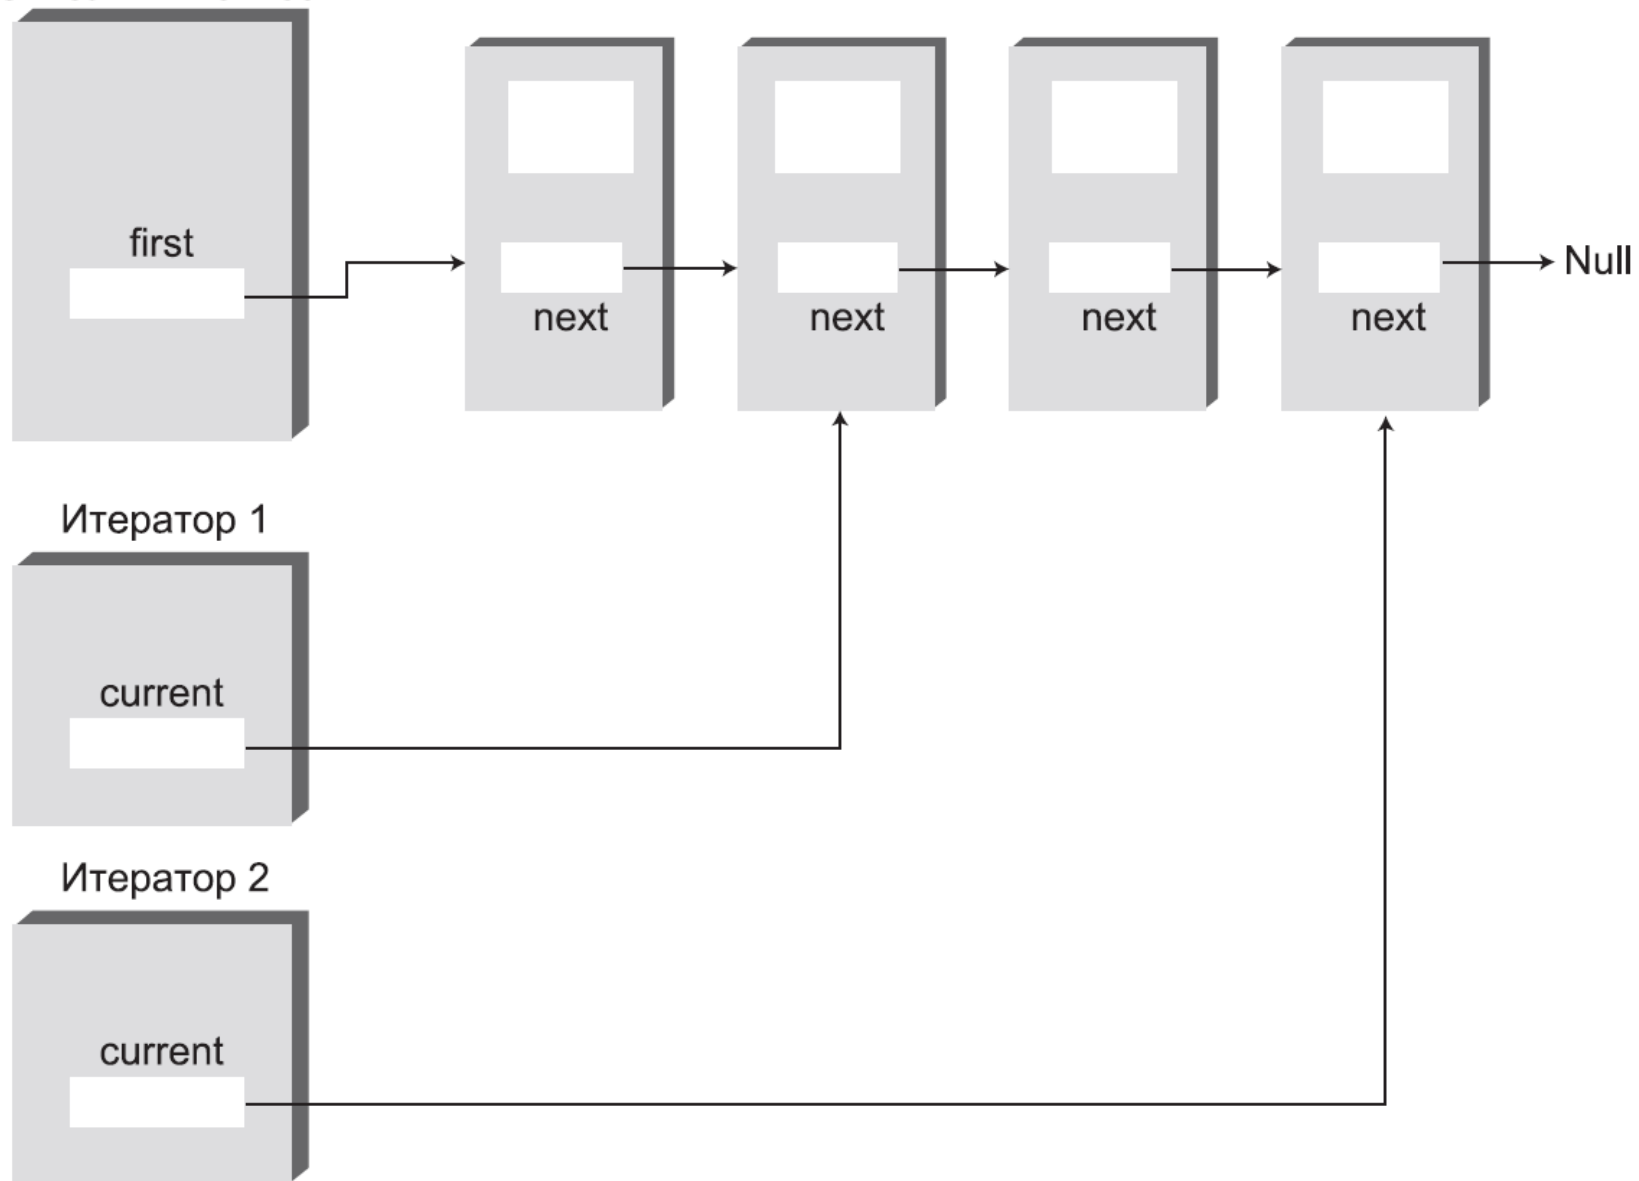 first
Null
next
next
next
next
Итератор 1
current
Итератор 2
current